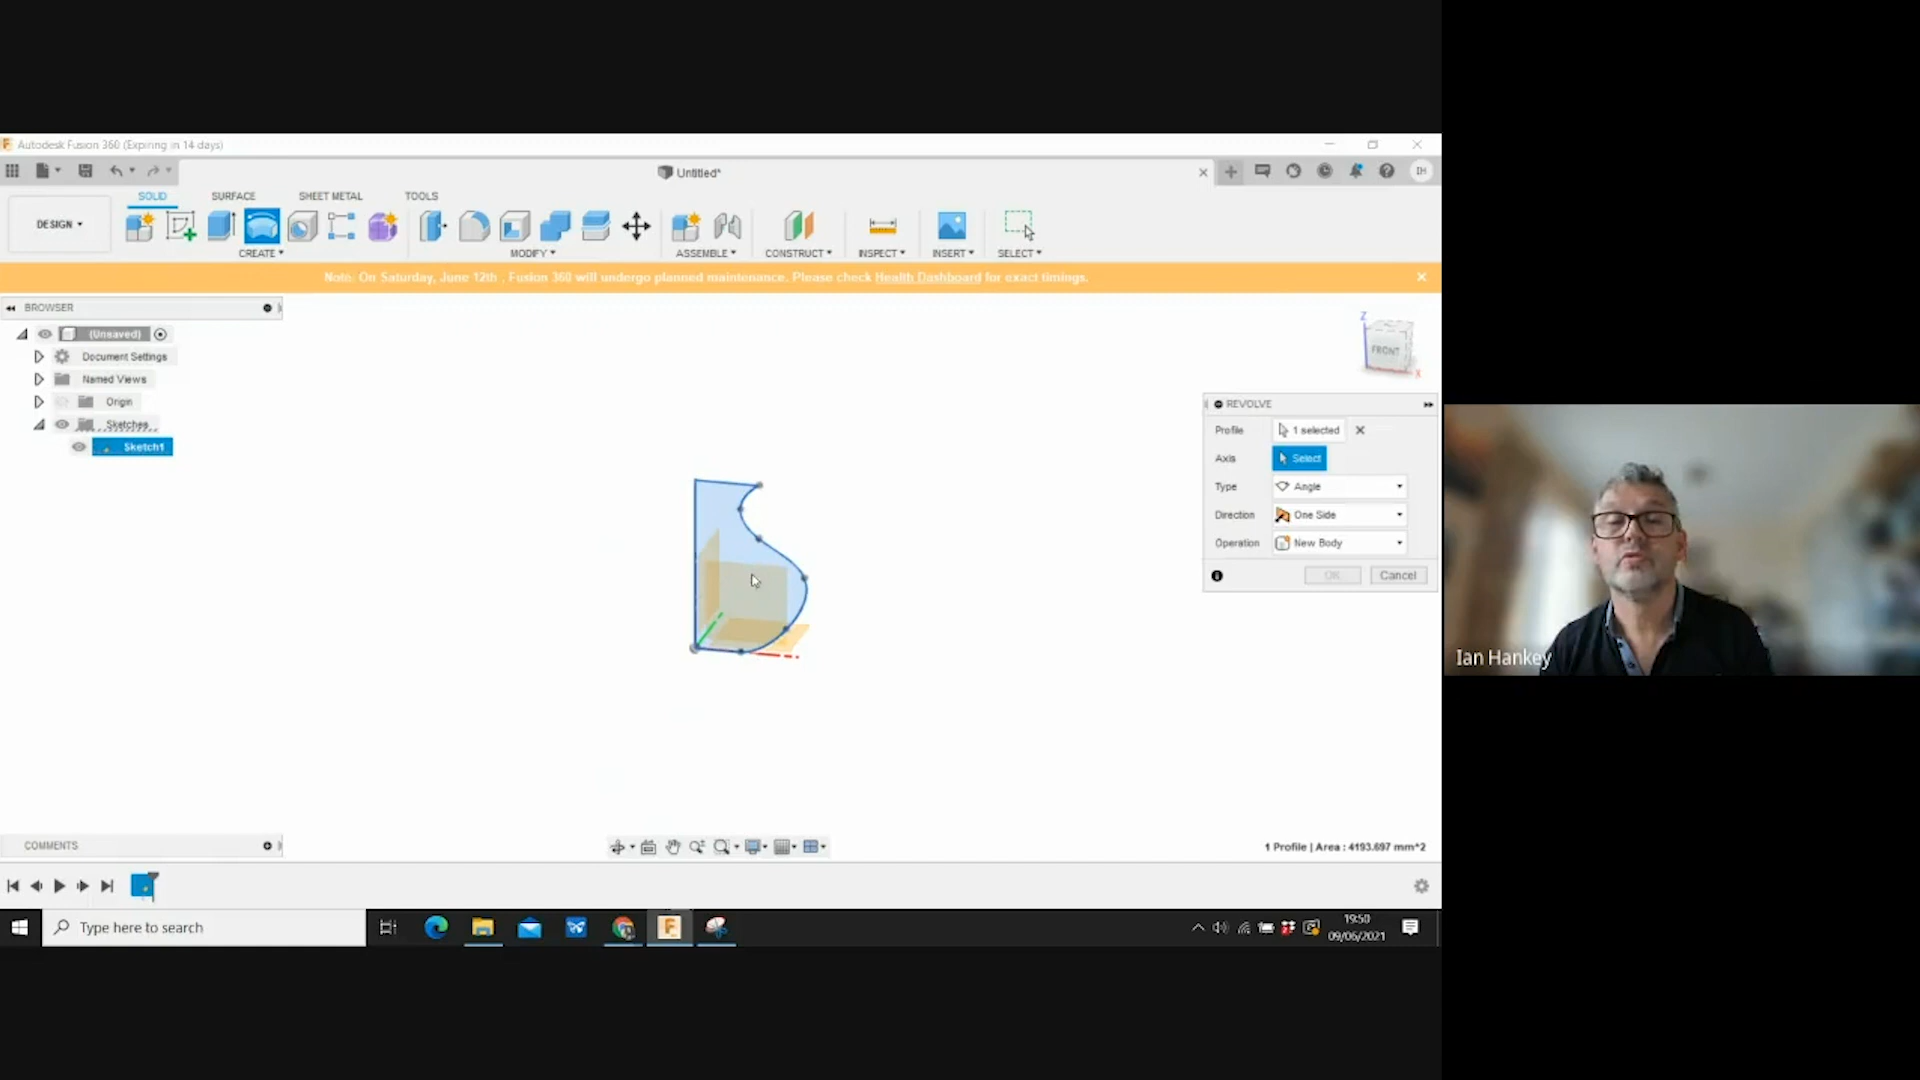 Autodesk Fusion 360 (Expiring in 14 days)
Untitled*
IH
SOLID
SURFACE
SHEET METAL
TOOLS
DESIGN
CREATE
MODIFY
ASSEMBLE
CONSTRUCT
INSPECT
INSERT
SELECT
Note: On Saturday, June 12th , Fusion 360 will undergo planned maintenance. Please check Health Dashboard for exact timings.
BROWSER
(Unsaved)
Document Settings
Named Views
Origin
Sketches
Sketch1
Z
FRONT
X
REVOLVE
Profile
1 selected
Axis
Select
Type
Angle
Direction
One Side
Operation
New Body
OK
Cancel
Ian Hankey
COMMENTS
1 Profile | Area : 4193.697 mm^2
Type here to search
19:50
09/06/2021